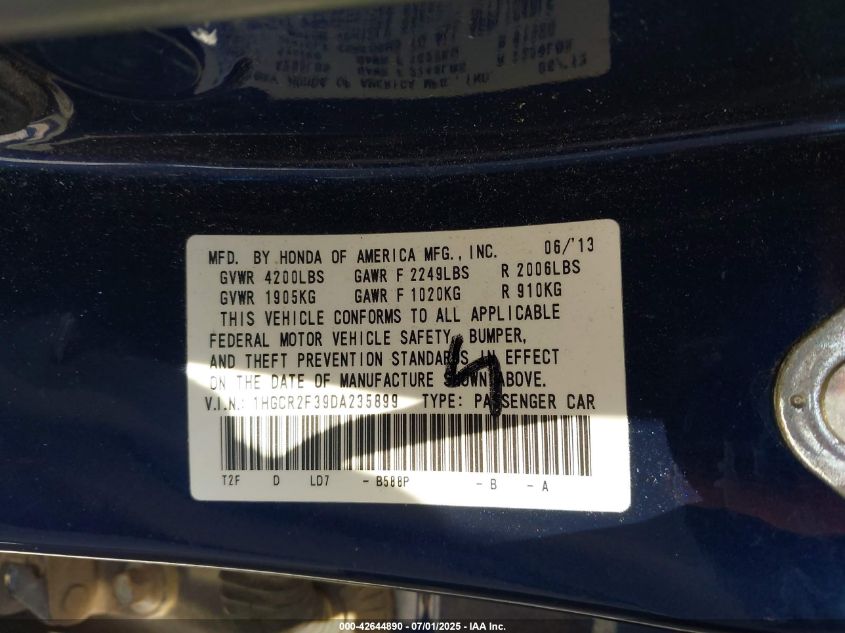 MFD. BY HONDA OF AMERICA MFG., INC. 06/'13
GVWR 4200LBS GAWR F 2249LBS R 2006LBS
GVWR 1905KG GAWR F 1020KG R 910KG
THIS VEHICLE CONFORMS TO ALL APPLICABLE
FEDERAL MOTOR VEHICLE SAFETY, BUMPER,
AND THEFT PREVENTION STANDARDS IN EFFECT
ON THE DATE OF MANUFACTURE SHOWN ABOVE.
V.I.N.: 1HGCR2F39DA235899 TYPE: PASSENGER CAR
T2F D LD7 - B588P - B - A
000-42644890 - 07/01/2025 - IAA Inc.